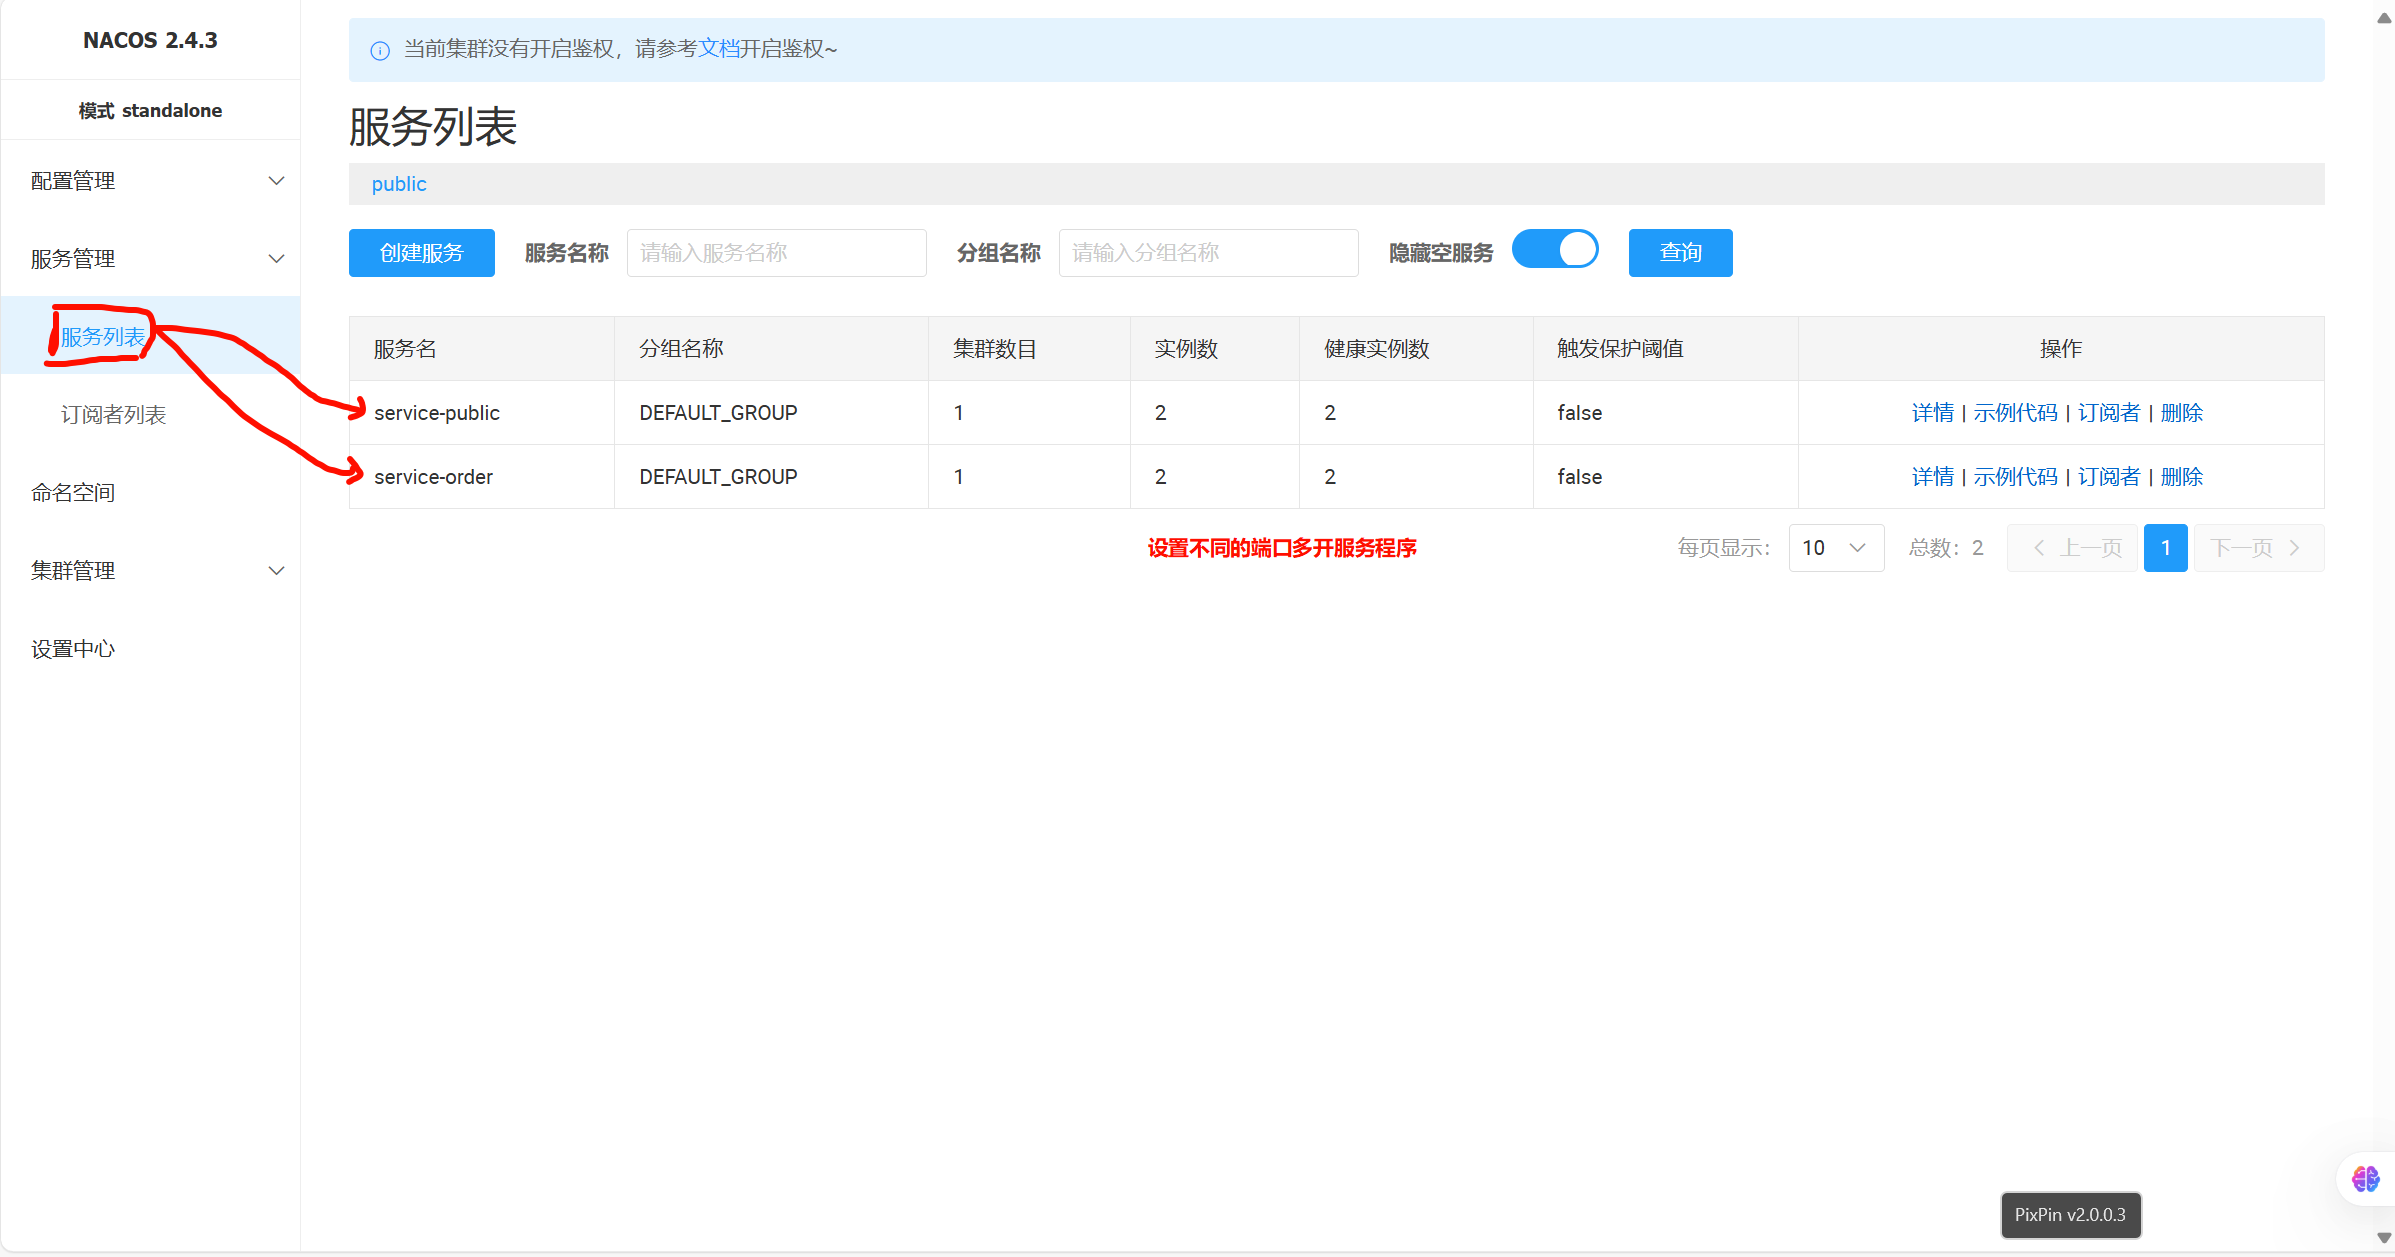 NACOS 2.4.3
模式 standalone
配置管理
服务管理
服务列表
订阅者列表
命名空间
集群管理
设置中心
当前集群没有开启鉴权，请参考文档开启鉴权~
服务列表
public
创建服务 服务名称 请输入服务名称 分组名称 请输入分组名称 隐藏空服务 查询
服务名 分组名称 集群数目 实例数 健康实例数 触发保护阈值 操作
service-public DEFAULT_GROUP 1 2 2 false 详情 | 示例代码 | 订阅者 | 删除
service-order DEFAULT_GROUP 1 2 2 false 详情 | 示例代码 | 订阅者 | 删除
设置不同的端口多开服务程序 每页显示： 10 总数：2 上一页 1 下一页
PixPin v2.0.0.3